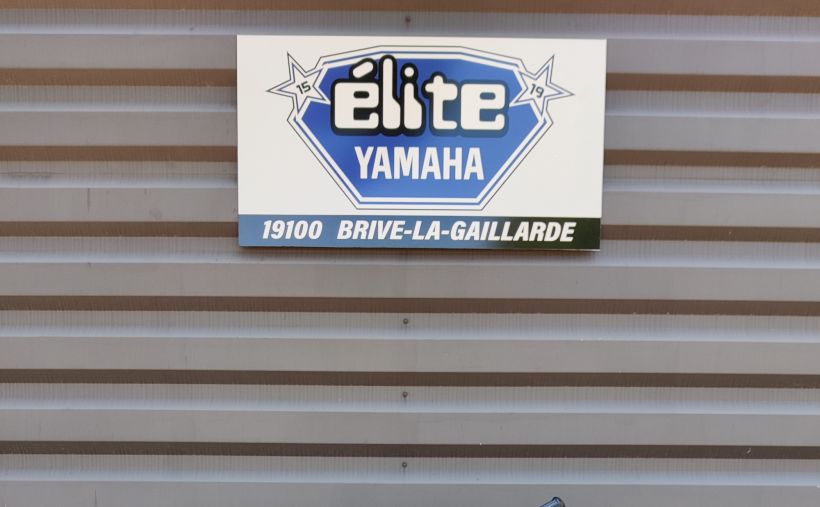 15 19
élite
YAMAHA
19100 BRIVE-LA-GAILLARDE